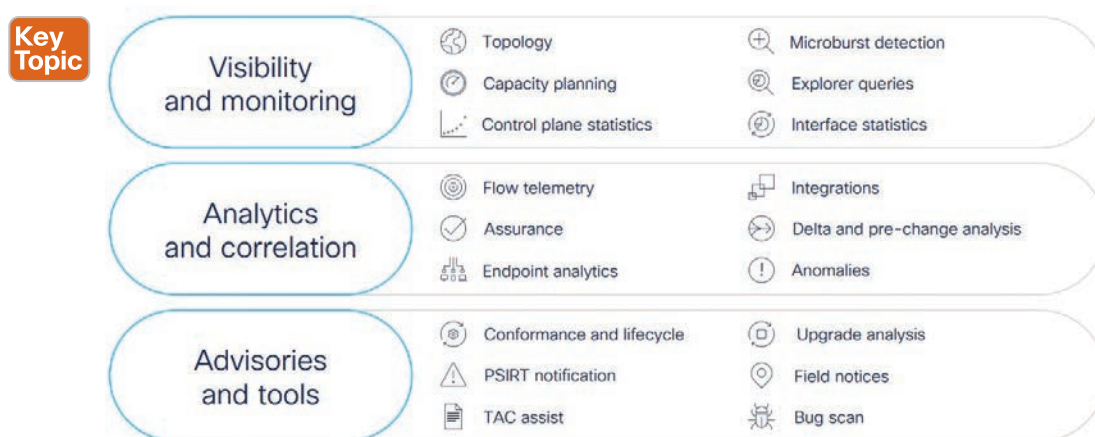 Key
Topic
Visibility
and monitoring
Topology
Microburst detection
Capacity planning
Explorer queries
Control plane statistics
Interface statistics
Analytics
and correlation
Flow telemetry
Integrations
Assurance
Delta and pre-change analysis
Endpoint analytics
Anomalies
Advisories
and tools
Conformance and lifecycle
Upgrade analysis
PSIRT notification
Field notices
TAC assist
Bug scan